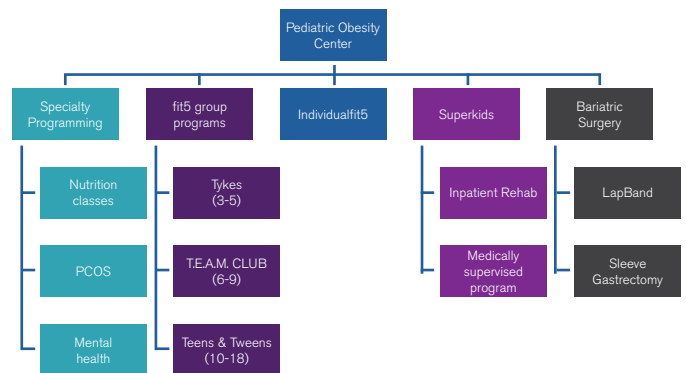 Pediatric Obesity
Center
Specialty
Programming
fit5 group
programs
Individualfit5
Superkids
Bariatric
Surgery
Nutrition
classes
Tykes
(3-5)
Inpatient Rehab
LapBand
PCOS
T.E.A.M. CLUB
(6-9)
Medically
supervised
program
Sleeve
Gastrectomy
Mental
health
Teens & Tweens
(10-18)